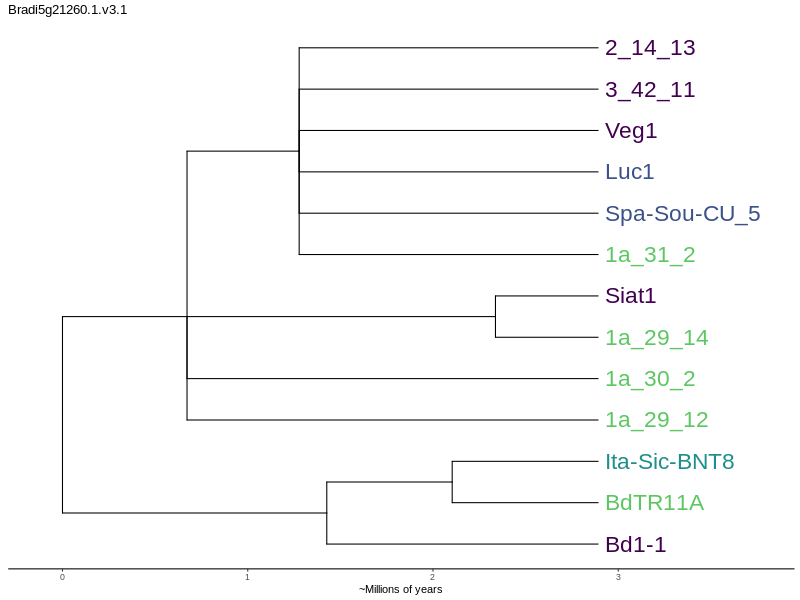 Bradi5g21260.1.v3.1
2_14_13
3_42_11
Veg1
Luc1
Spa-Sou-CU_5
1a_31_2
Siat1
1a_29_14
1a_30_2
1a_29_12
Ita-Sic-BNT8
BdTR11A
Bd1-1
0 1 2 3
~Millions of years